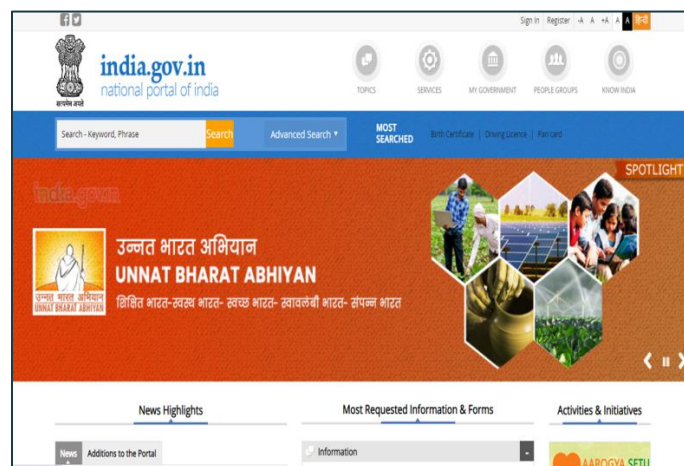 Sign In Register -A A +A A A हिन्दी
सत्यमेव जयते
india.gov.in
national portal of india
TOPICS SERVICES MY GOVERNMENT PEOPLE GROUPS KNOW INDIA
Search - Keyword, Phrase Search Advanced Search
MOST SEARCHED
Birth Certificate | Driving Licence | Pan card
SPOTLIGHT
india.gov.in
उन्नत भारत अभियान
UNNAT BHARAT ABHIYAN
शिक्षित भारत-स्वस्थ भारत- स्वच्छ भारत- स्वावलंबी भारत- संपन्न भारत
उन्नत भारत अभियान
UNNAT BHARAT ABHIYAN
News Highlights Most Requested Information & Forms Activities & Initiatives
News Additions to the Portal Information -
AAROGYA SETU